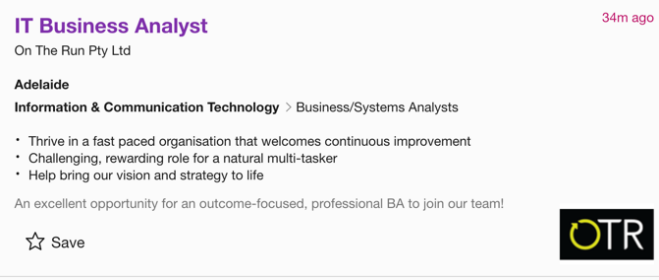 IT Business Analyst
34m ago
On The Run Pty Ltd
Adelaide
Information & Communication Technology > Business/Systems Analysts
• Thrive in a fast paced organisation that welcomes continuous improvement
• Challenging, rewarding role for a natural multi-tasker
• Help bring our vision and strategy to life
An excellent opportunity for an outcome-focused, professional BA to join our team!
Save
OTR